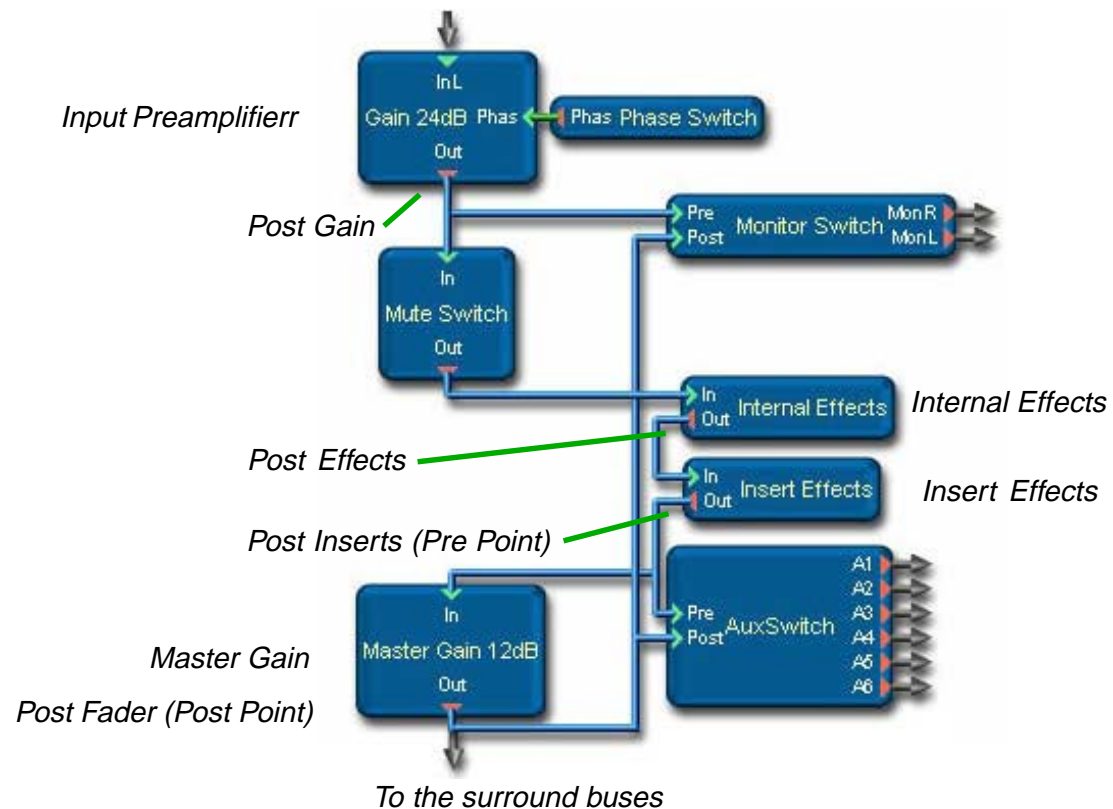 In L
Input Preamplifierr
Gain 24dB Phas
Phas Phase Switch
Out
Post Gain
Pre
Post
Monitor Switch
Mon R
Mon L
In
Mute Switch
Out
In
Out
Internal Effects
Internal Effects
Post Effects
In
Out
Insert Effects
Insert Effects
Post Inserts (Pre Point)
A1
A2
A3
A4
A5
A6
Pre
Post
AuxSwitch
In
Master Gain 12dB
Out
Master Gain
Post Fader (Post Point)
To the surround buses